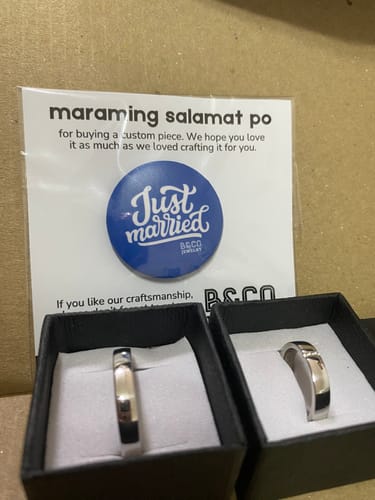 maraming salamat po
for buying a custom piece. We hope you love
it as much as we loved crafting it for you.
Just
married
B&CO
jewelry
If you like our craftsmanship,
B&CO